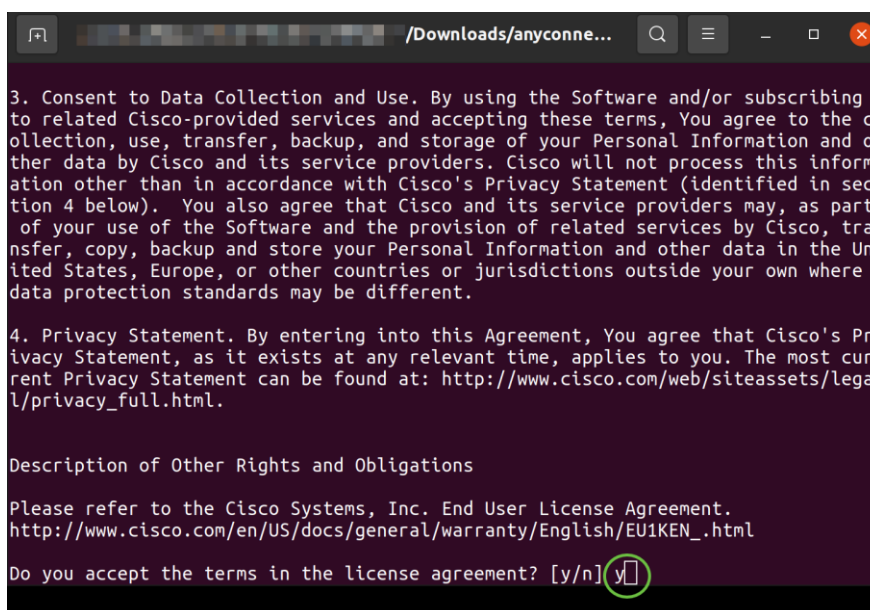 /Downloads/anyconne...
3. Consent to Data Collection and Use. By using the Software and/or subscribing
to related Cisco-provided services and accepting these terms, You agree to the c
ollection, use, transfer, backup, and storage of your Personal Information and o
ther data by Cisco and its service providers. Cisco will not process this inform
ation other than in accordance with Cisco's Privacy Statement (identified in sec
tion 4 below).  You also agree that Cisco and its service providers may, as part
 of your use of the Software and the provision of related services by Cisco, tra
nsfer, copy, backup and store your Personal Information and other data in the Un
ited States, Europe, or other countries or jurisdictions outside your own where
data protection standards may be different.
4. Privacy Statement. By entering into this Agreement, You agree that Cisco's Pr
ivacy Statement, as it exists at any relevant time, applies to you. The most cur
rent Privacy Statement can be found at: http://www.cisco.com/web/siteassets/lega
l/privacy_full.html.
Description of Other Rights and Obligations
Please refer to the Cisco Systems, Inc. End User License Agreement.
http://www.cisco.com/en/US/docs/general/warranty/English/EU1KEN_.html
Do you accept the terms in the license agreement? [y/n] y